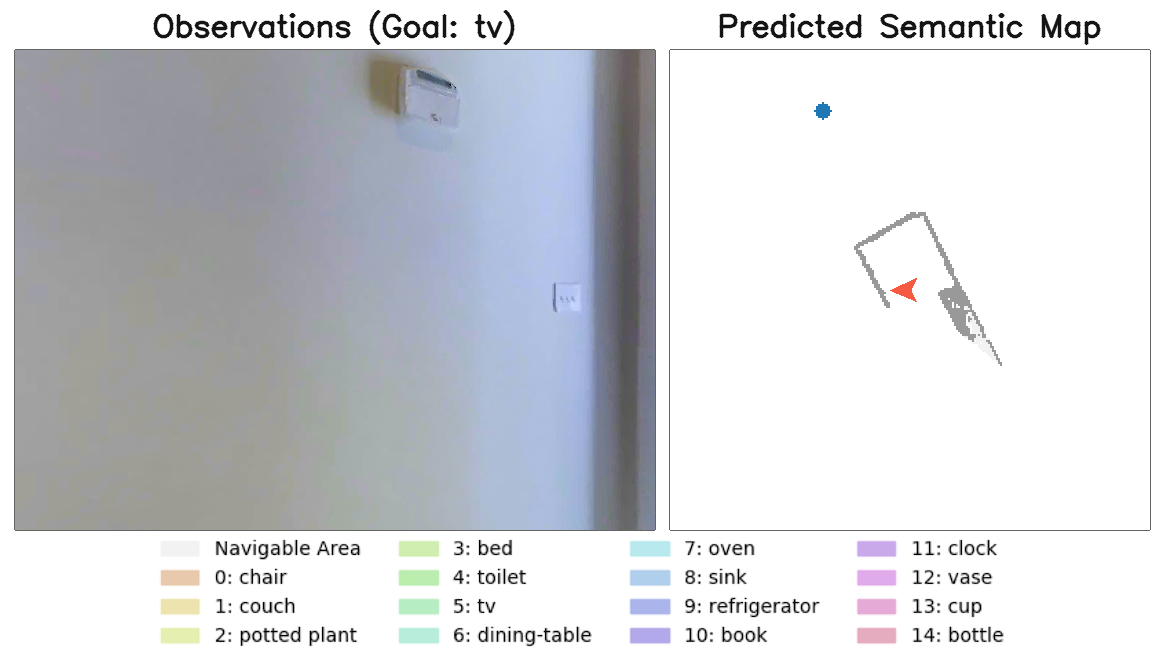 Observations (Goal: tv)
Predicted Semantic Map
Navigable Area
0: chair
1: couch
2: potted plant
3: bed
4: toilet
5: tv
6: dining-table
7: oven
8: sink
9: refrigerator
10: book
11: clock
12: vase
13: cup
14: bottle